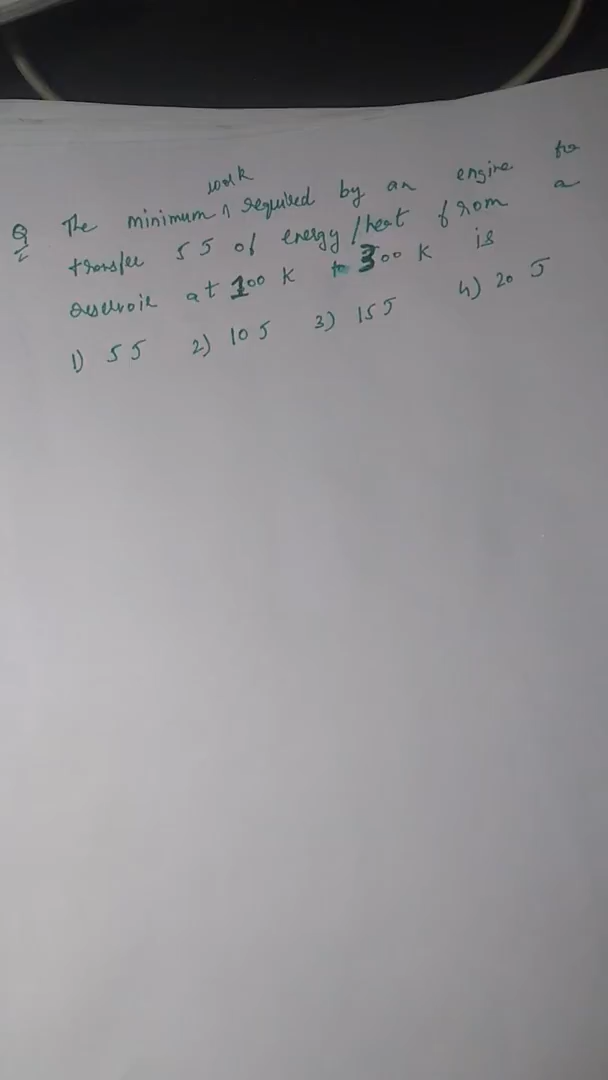 work
Q The minimum ^ required by an engine to
transfer 5 J of energy/heat from a
reservoir at 100 K to 300 K is
1) 5 J 2) 10 J 3) 15 J 4) 20 J